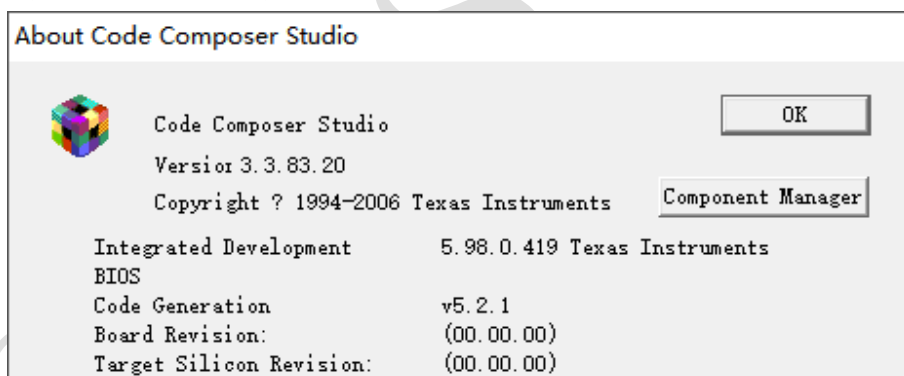 About Code Composer Studio
Code Composer Studio
OK
Versior 3.3.83.20
Copyright ? 1994-2006 Texas Instruments
Component Manager
Integrated Development 5.98.0.419 Texas Instruments
BIOS
Code Generation v5.2.1
Board Revision: (00.00.00)
Target Silicon Revision: (00.00.00)